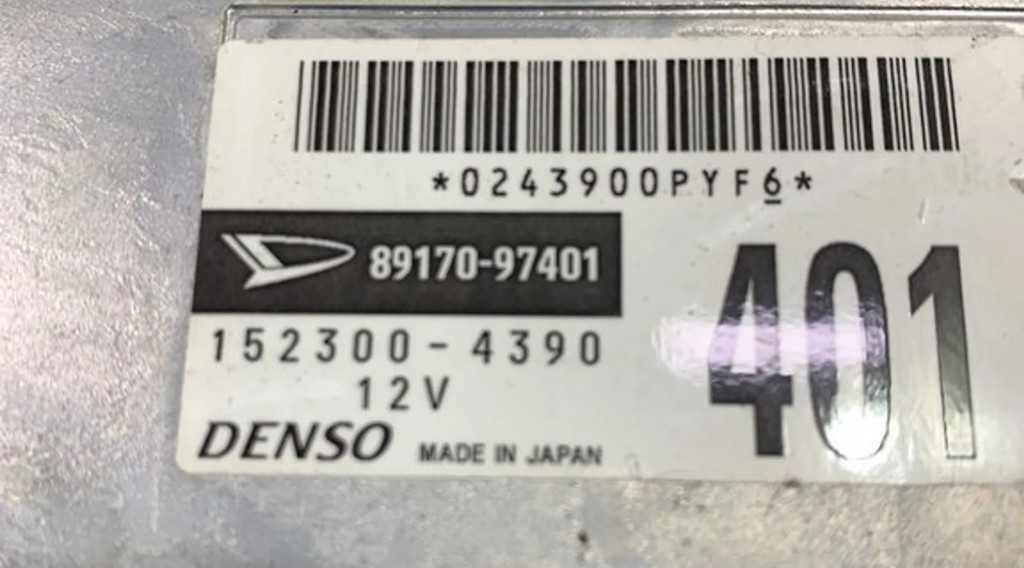 *0243900PYF6*
89170-97401
401
152300-4390
12V
DENSO MADE IN JAPAN